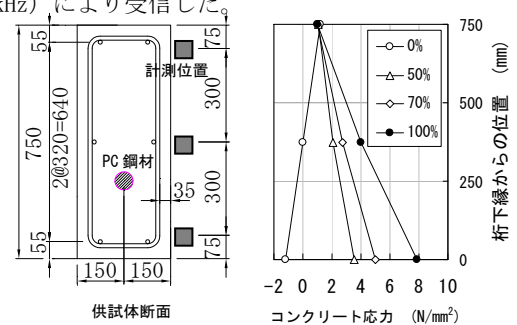 kHz）により受信した。
55
750
2@320=640
55
計測位置
PC 鋼材
35
75
300
300
75
150
150
供試体断面
0%
50%
70%
100%
750
500
250
0
桁下縁からの位置 (mm)
-2 0 2 4 6 8 10
コンクリート応力 (N/mm²)